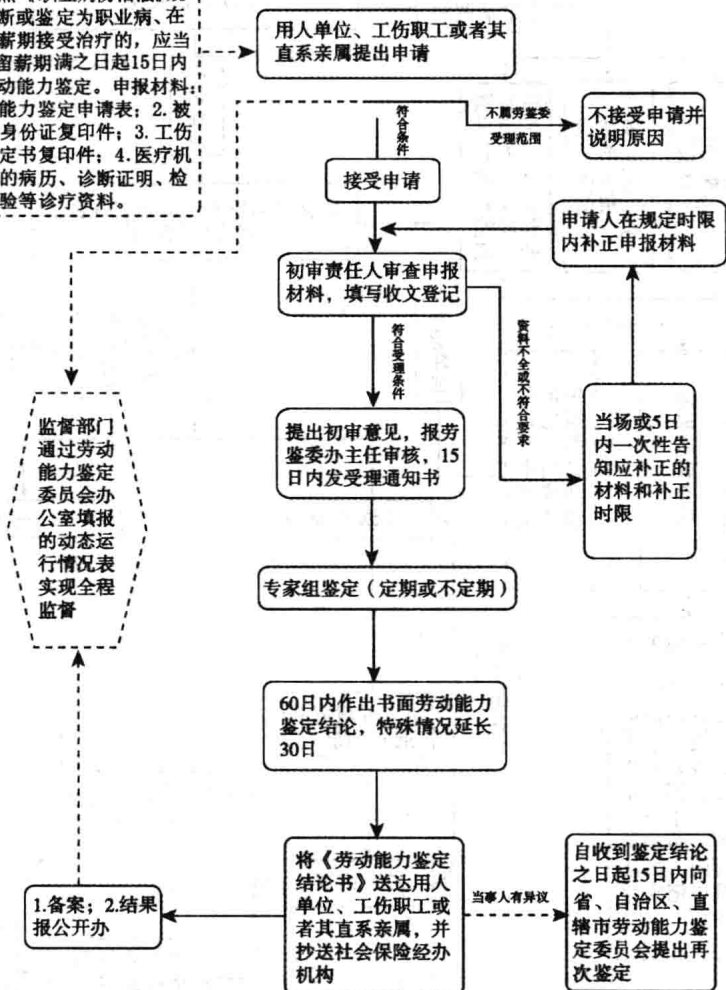 断或鉴定为职业病、在
薪期接受治疗的，应当
留薪期满之日起15日内
动能力鉴定。申报材料：
能力鉴定申请表；2.被
身份证复印件；3.工伤
定书复印件；4.医疗机
的病历、诊断证明、检
验等诊疗资料。
用人单位、工伤职工或者其
直系亲属提出申请
符合条件
不属劳鉴委
受理范围
不接受申请并
说明原因
接受申请
申请人在规定时限
内补正申报材料
初审责任人审查申报
材料，填写收文登记
符合受理条件
资料不全或不符合要求
当场或5日
内一次性告
知应补正的
材料和补正
时限
提出初审意见，报劳
鉴委办主任审核，15
日内发受理通知书
监督部门
通过劳动
能力鉴定
委员会办
公室填报
的动态运
行情况表
实现全程
监督
专家组鉴定（定期或不定期）
60日内作出书面劳动能力
鉴定结论，特殊情况延长
30日
将《劳动能力鉴定
结论书》送达用人
单位、工伤职工或
者其直系亲属，并
抄送社会保险经办
机构
当事人有异议
自收到鉴定结论
之日起15日内向
省、自治区、直
辖市劳动能力鉴
定委员会提出再
次鉴定
1.备案；2.结果
报公开办